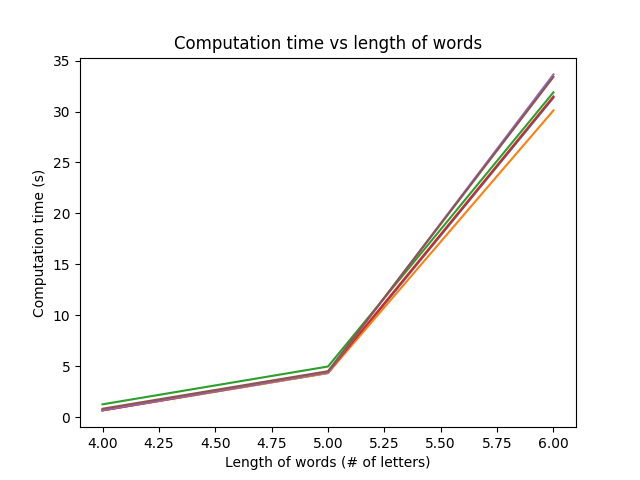 Computation time vs length of words
35
30
25
20
15
10
5
0
Computation time (s)
4.00 4.25 4.50 4.75 5.00 5.25 5.50 5.75 6.00
Length of words (# of letters)